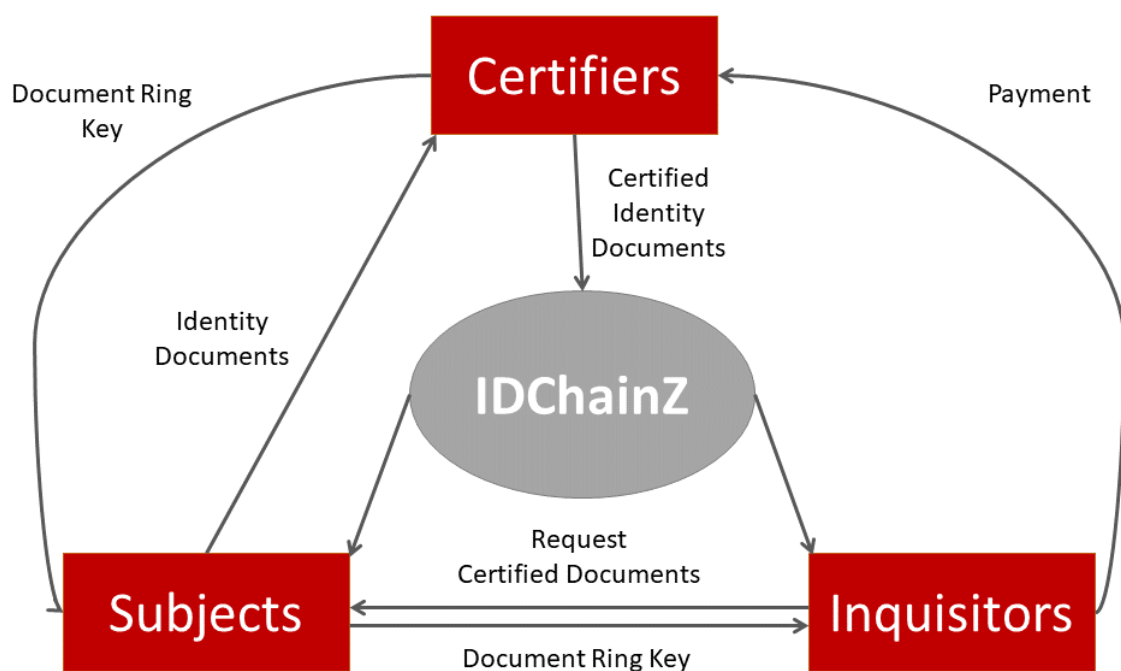 Certifiers
Document Ring
Key
Payment
Certified
Identity
Documents
Identity
Documents
IDChainZ
Request
Certified Documents
Subjects
Inquisitors
Document Ring Key